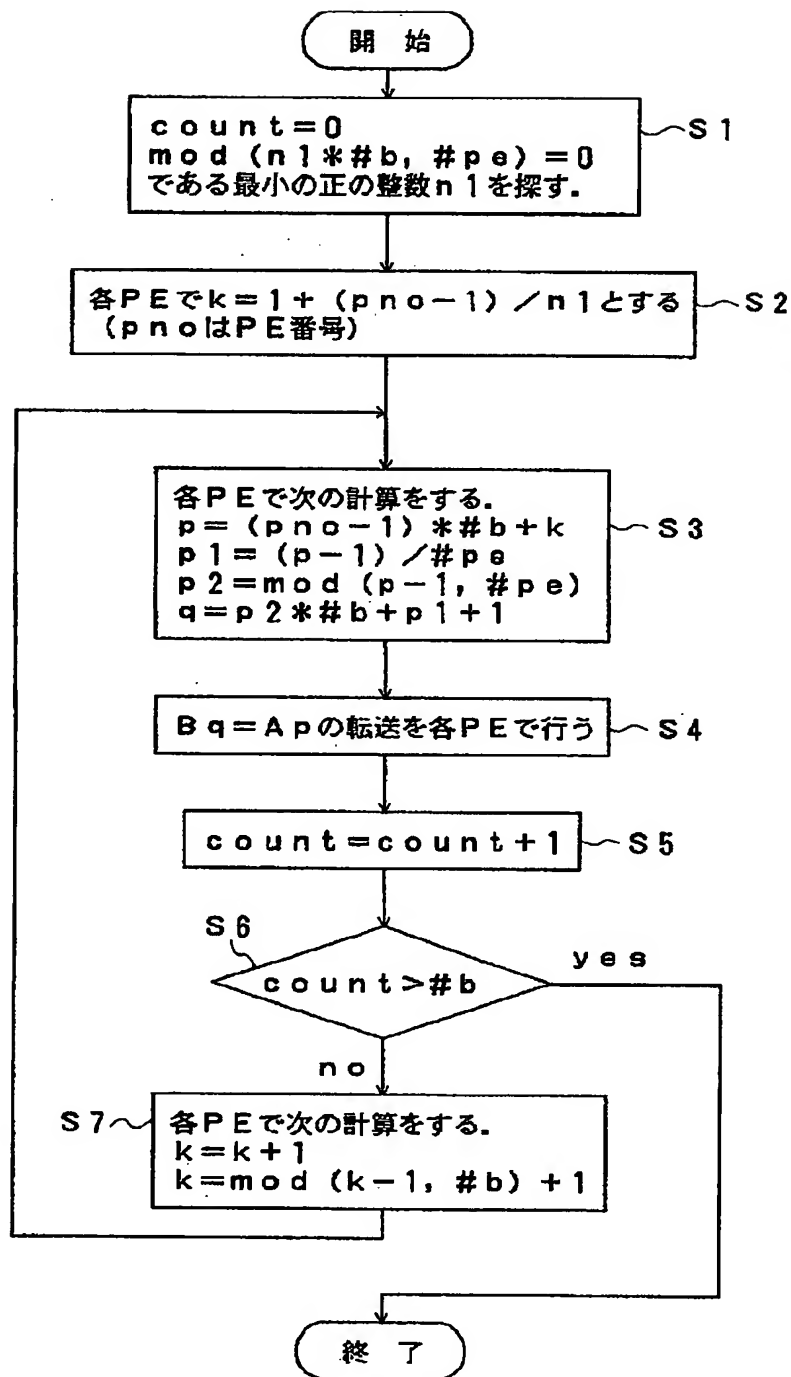 開 始
count=0
mod (n1*#b, #pe) =0
である最小の正の整数n1を探す.
S1
各PEでk=1+ (pno-1) /n1とする
(pnoはPE番号)
S2
各PEで次の計算をする.
p= (pno-1) *#b+k
p1= (p-1) /#pe
p2=mod (p-1, #pe)
q=p2*#b+p1+1
S3
Bq=Apの転送を各PEで行う
S4
count=count+1
S5
S6
count>#b
yes
no
S7
各PEで次の計算をする.
k=k+1
k=mod (k-1, #b) +1
終 了